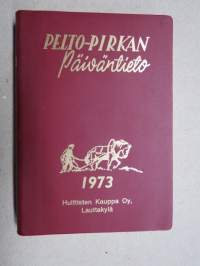 PELTO-PIRKAN
Päiväntieto
1973
Huittisten Kauppa Oy,
Lauttakylä